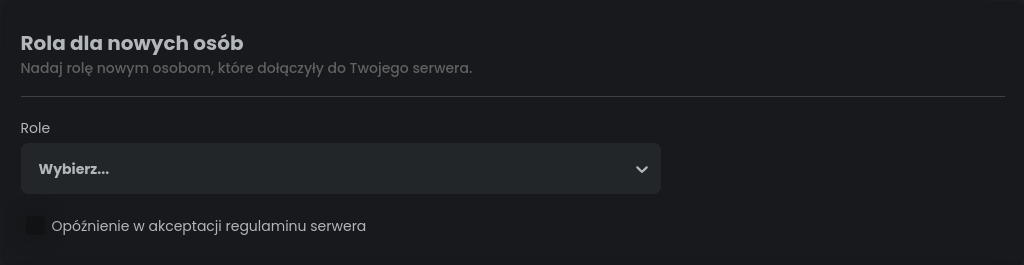 Rola dla nowych osób
Nadaj rolę nowym osobom, które dołączyły do Twojego serwera.
Role
Wybierz...
Opóźnienie w akceptacji regulaminu serwera